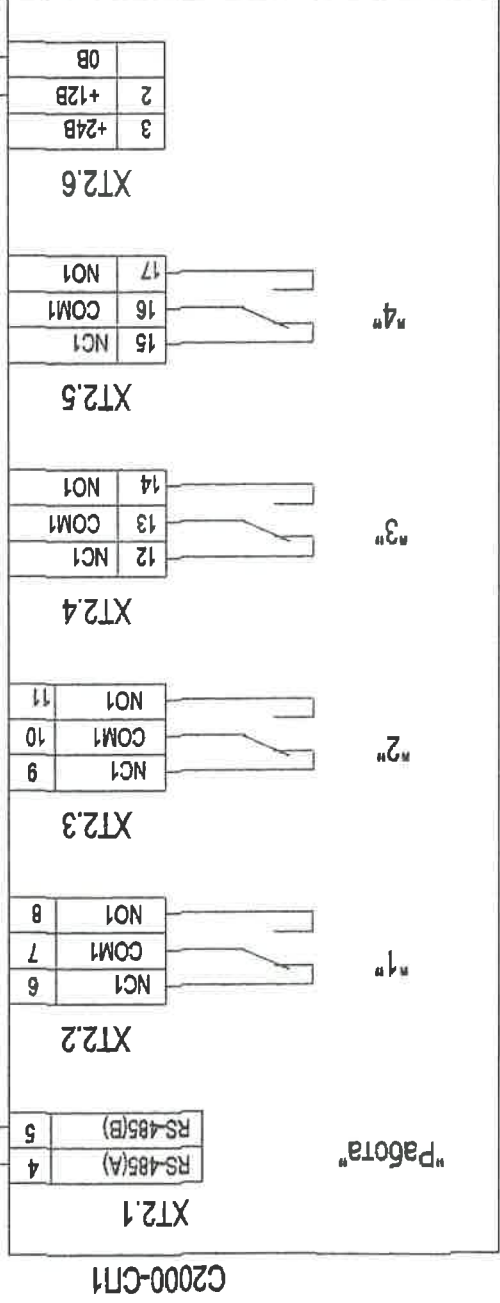 С2000-СП1
XT2.1
"Работа"
RS-485(A) 4
RS-485(B) 5
XT2.2
"1"
NC1 6
COM1 7
NO1 8
XT2.3
"2"
NC1 9
COM1 10
NO1 11
XT2.4
"3"
12 NC1
13 COM1
14 NO1
XT2.5
"4"
15 NC1
16 COM1
17 NO1
XT2.6
3 +24В
2 +12В
0В